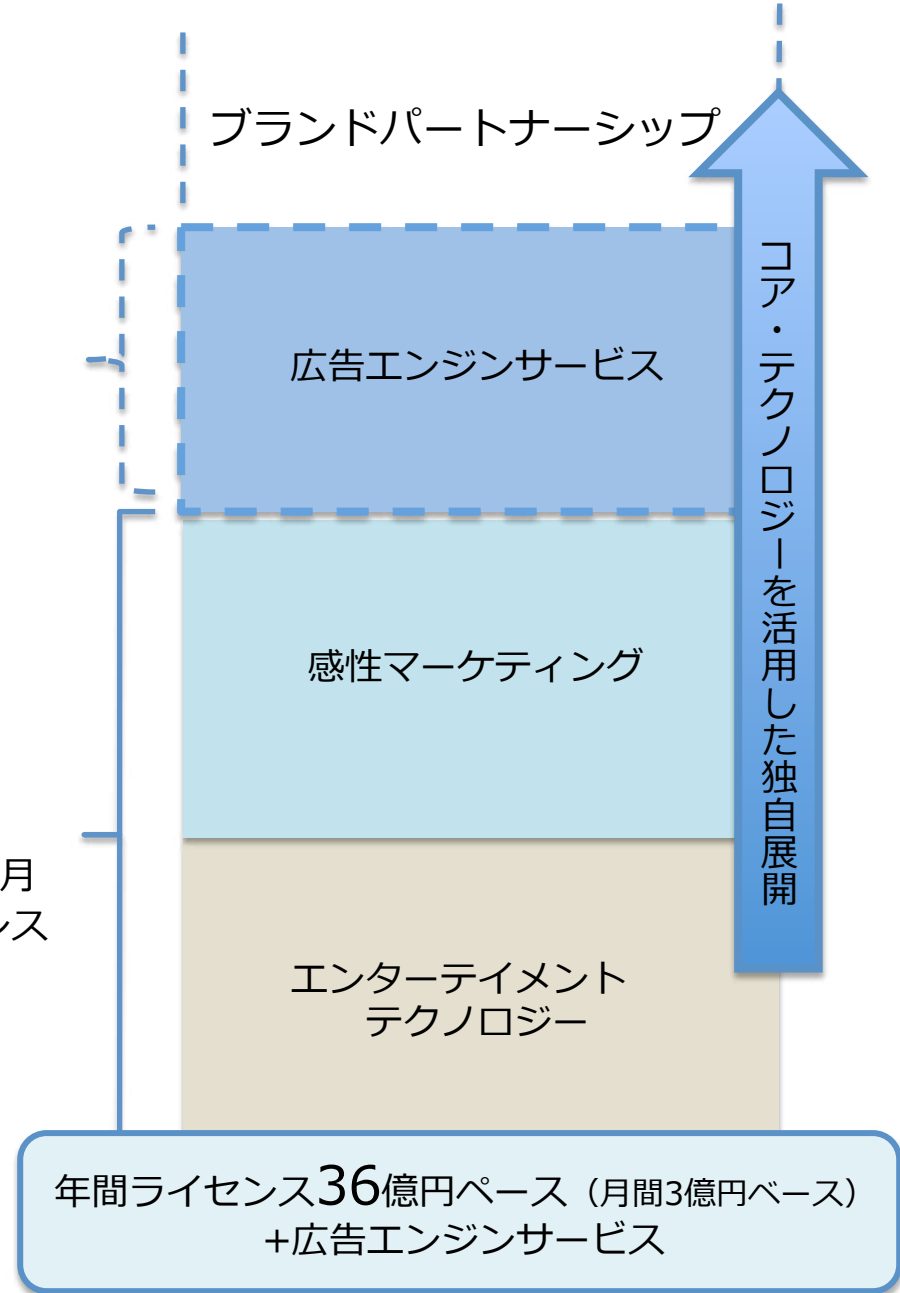 ブランドパートナーシップ
広告エンジンサービス
コア・テクノロジーを活用した独自展開
感性マーケティング
月
ンス
エンターテイメント
テクノロジー
年間ライセンス36億円ペース（月間3億円ベース）
+広告エンジンサービス